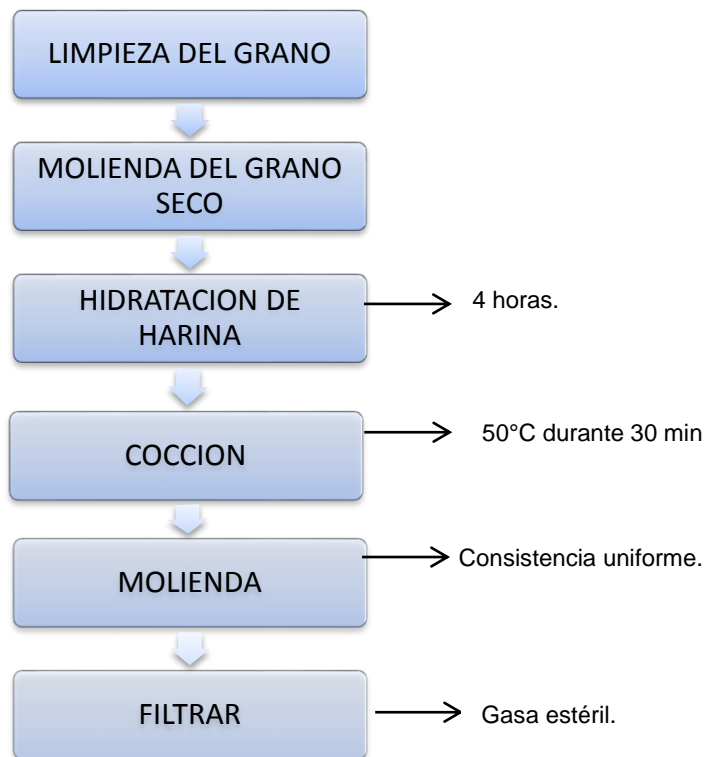 LIMPIEZA DEL GRANO
MOLIENDA DEL GRANO
SECO
HIDRATACION DE
HARINA
4 horas.
COCCION
50°C durante 30 min
MOLIENDA
Consistencia uniforme.
FILTRAR
Gasa estéril.